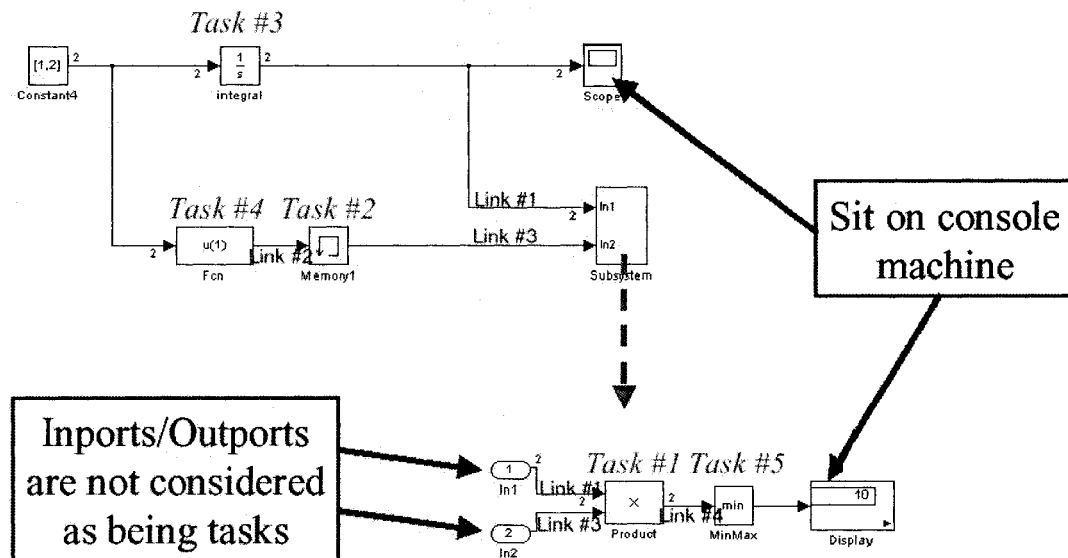 Task #3
[1,2]
2
2
1
s
2
2
Constant4
integral
Scope
Task #4 Task #2
Link #1
2
In1
2
u(1)
Link #2
Link #3
In2
Fcn
Memory1
Subsystem
Sit on console
machine
Inports/Outports
are not considered
as being tasks
Task #1 Task #5
1
2
In1
Link #1
2
×
2
min
10
2
Link #3
Product
Link #4
MinMax
Display
In2